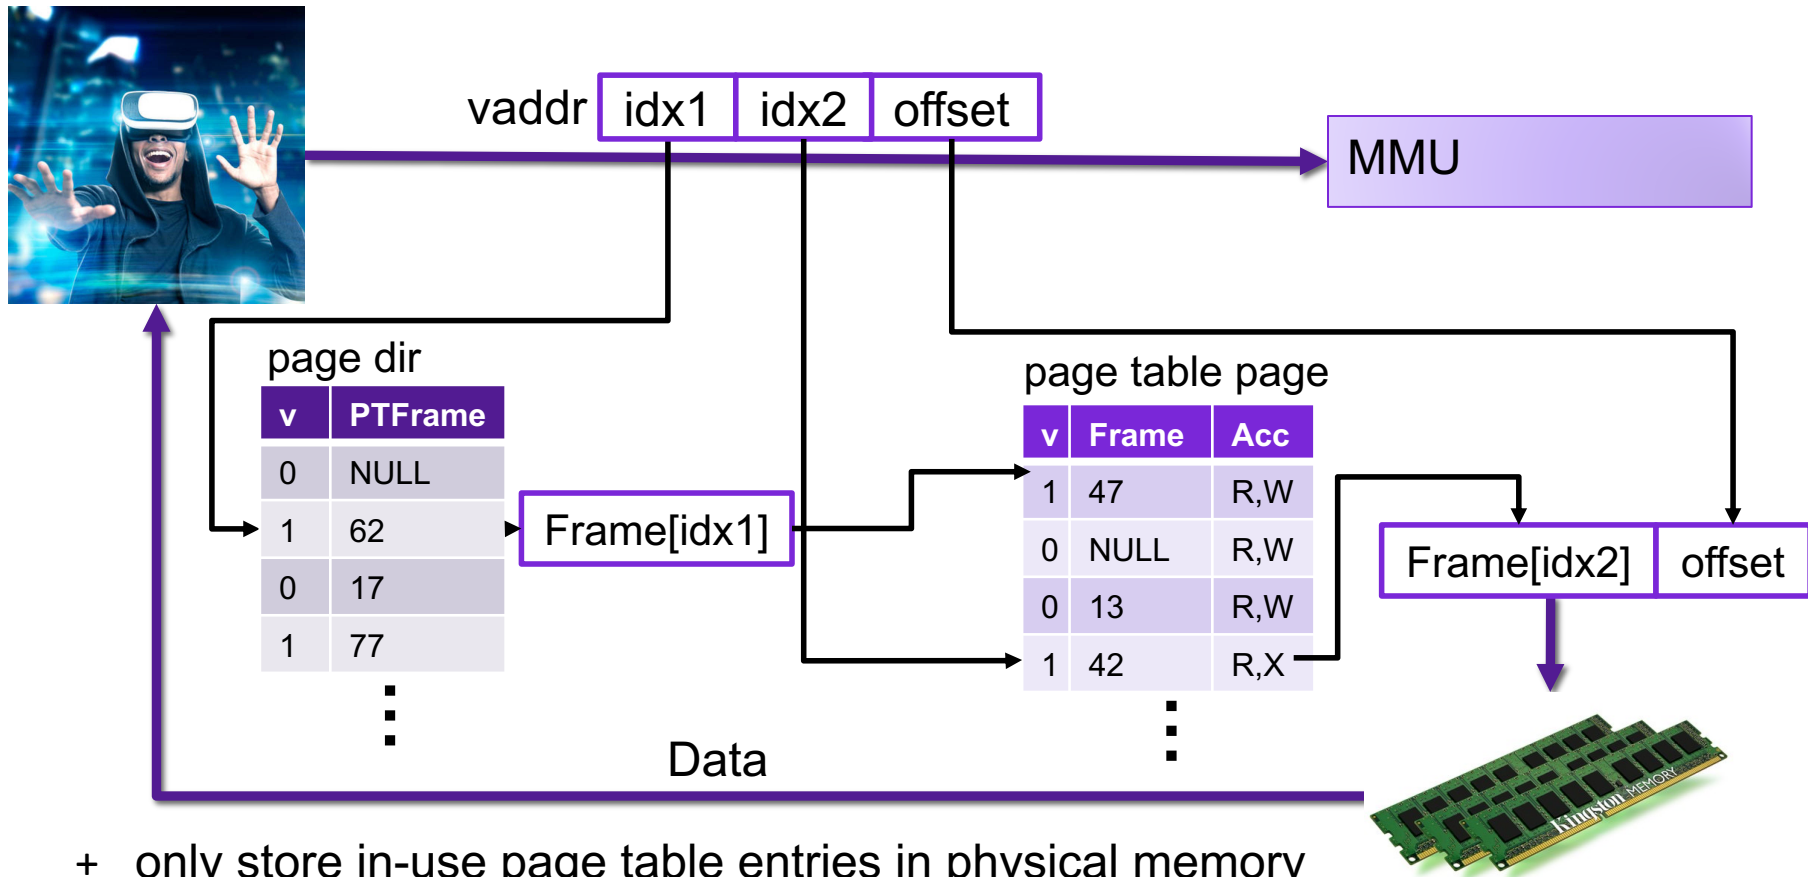 vaddr idx1 idx2 offset
MMU
page dir
v PTFrame
0 NULL
1 62
0 17
1 77
Frame[idx1]
page table page
v Frame Acc
1 47 R,W
0 NULL R,W
0 13 R,W
1 42 R,X
Frame[idx2] offset
Data
Kingston MEMORY
+ only store in-use page table entries in physical memory